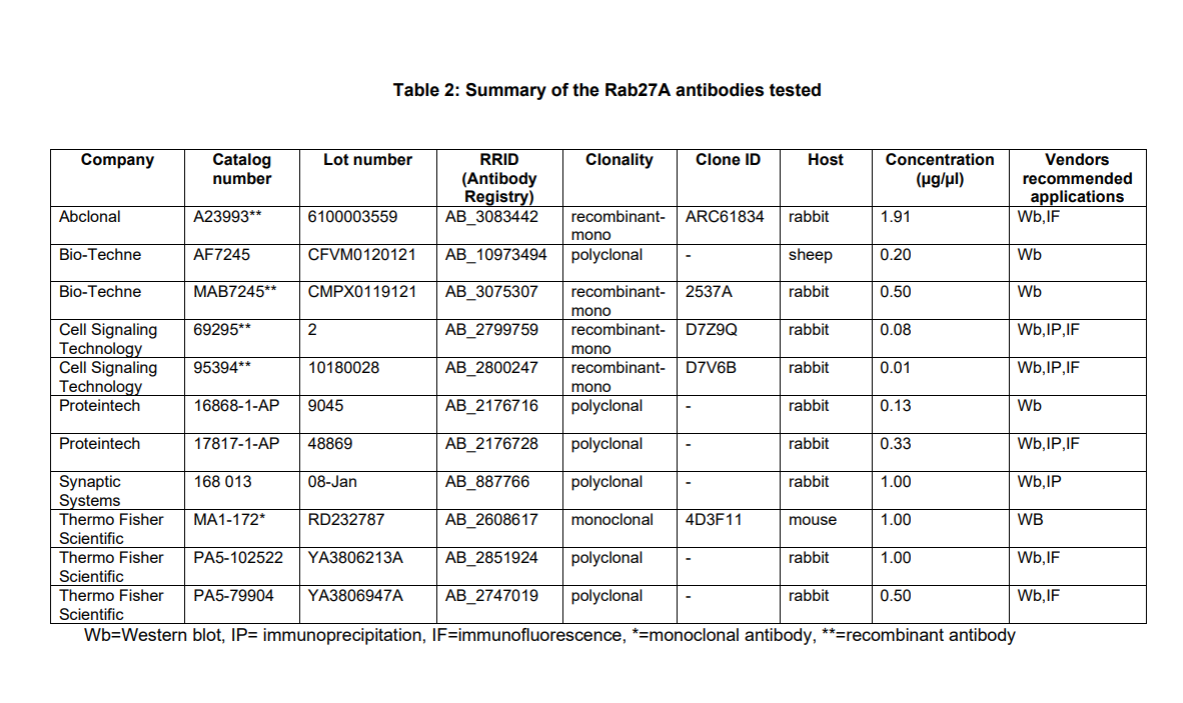 Table 2: Summary of the Rab27A antibodies tested
Company Catalog number Lot number RRID (Antibody Registry) Clonality Clone ID Host Concentration (µg/µl) Vendors recommended applications
Abclonal A23993** 6100003559 AB_3083442 recombinant-mono ARC61834 rabbit 1.91 Wb,IF
Bio-Techne AF7245 CFVM0120121 AB_10973494 polyclonal - sheep 0.20 Wb
Bio-Techne MAB7245** CMPX0119121 AB_3075307 recombinant-mono 2537A rabbit 0.50 Wb
Cell Signaling Technology 69295** 2 AB_2799759 recombinant-mono D7Z9Q rabbit 0.08 Wb,IP,IF
Cell Signaling Technology 95394** 10180028 AB_2800247 recombinant-mono D7V6B rabbit 0.01 Wb,IP,IF
Proteintech 16868-1-AP 9045 AB_2176716 polyclonal - rabbit 0.13 Wb
Proteintech 17817-1-AP 48869 AB_2176728 polyclonal - rabbit 0.33 Wb,IP,IF
Synaptic Systems 168 013 08-Jan AB_887766 polyclonal - rabbit 1.00 Wb,IP
Thermo Fisher Scientific MA1-172* RD232787 AB_2608617 monoclonal 4D3F11 mouse 1.00 WB
Thermo Fisher Scientific PA5-102522 YA3806213A AB_2851924 polyclonal - rabbit 1.00 Wb,IF
Thermo Fisher Scientific PA5-79904 YA3806947A AB_2747019 polyclonal - rabbit 0.50 Wb,IF
Wb=Western blot, IP= immunoprecipitation, IF=immunofluorescence, *=monoclonal antibody, **=recombinant antibody